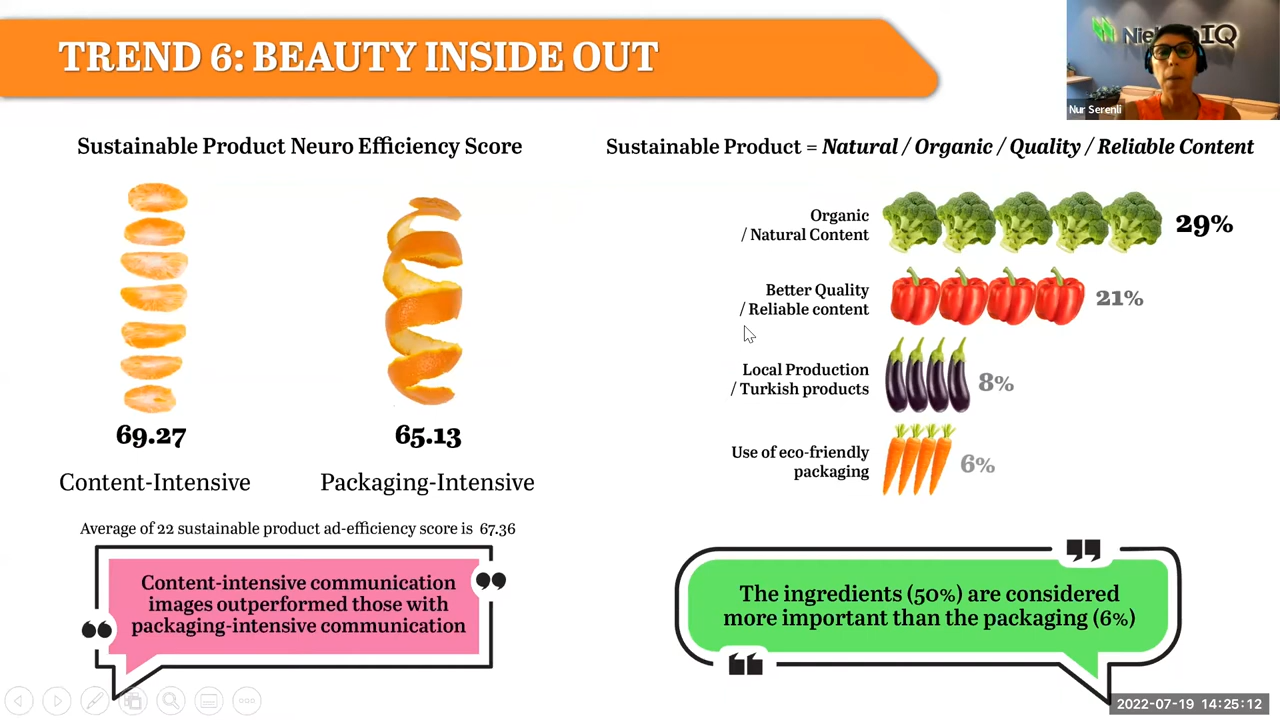 TREND 6: BEAUTY INSIDE OUT
NielsenIQ
Nur Serenli
Sustainable Product Neuro Efficiency Score
69.27
65.13
Content-Intensive
Packaging-Intensive
Average of 22 sustainable product ad-efficiency score is 67.36
Content-intensive communication
images outperformed those with
packaging-intensive communication
Sustainable Product = Natural / Organic / Quality / Reliable Content
Organic
/ Natural Content
29%
Better Quality
/ Reliable content
21%
Local Production
/ Turkish products
8%
Use of eco-friendly
packaging
6%
The ingredients (50%) are considered
more important than the packaging (6%)
2022-07-19 14:25:12